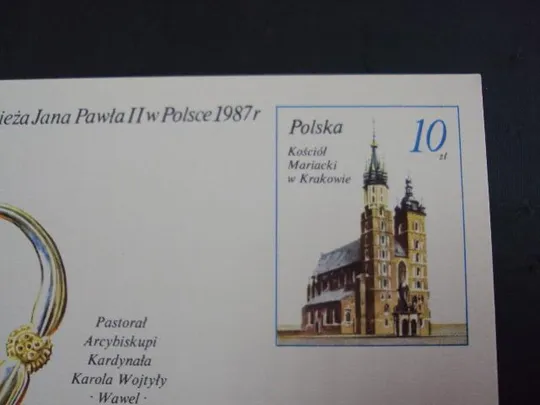 ieża Jana Pawła II w Polsce 1987 r
Polska
10 zł
Kościół
Mariacki
w Krakowie
Pastorał
Arcybiskupi
Kardynała
Karola Wojtyły
· Wawel ·